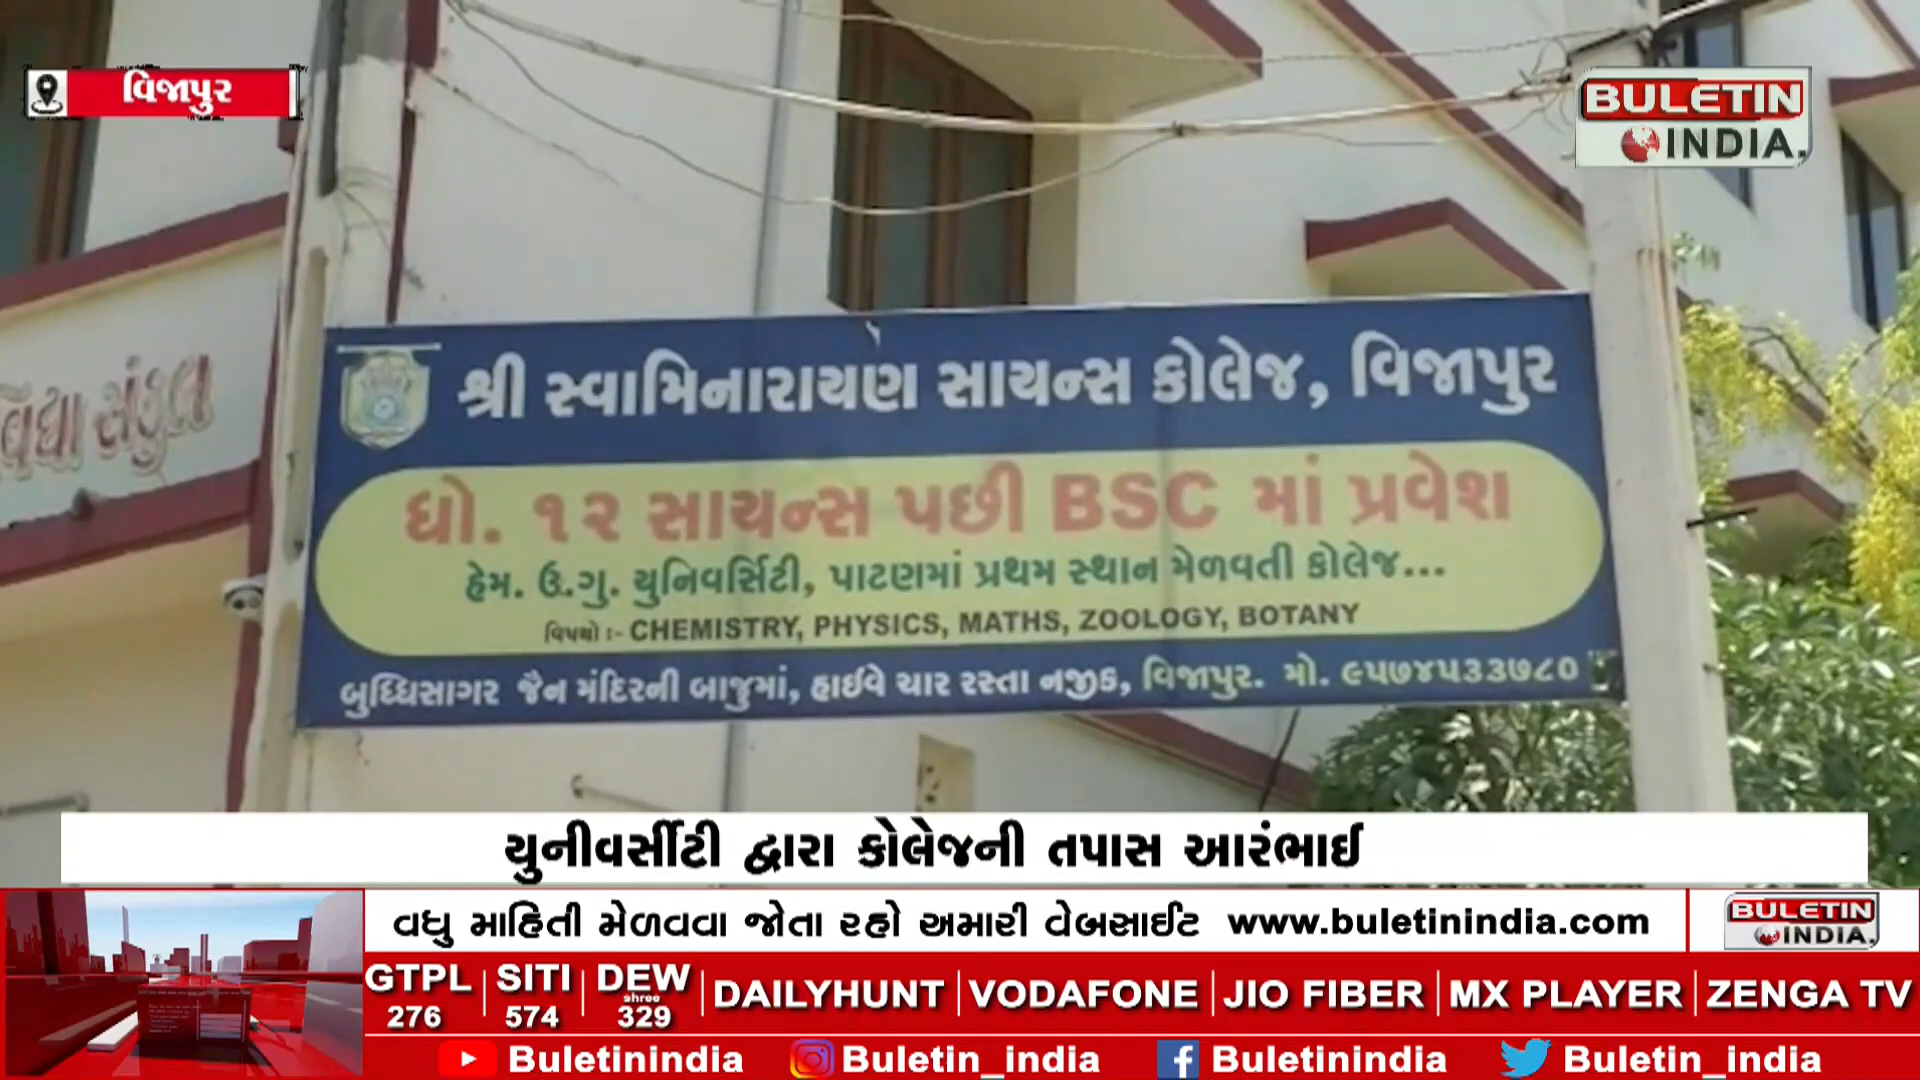 વિજાપુર
BULETIN
INDIA.
વિદ્યા સંકુલ
શ્રી સ્વામિનારાયણ સાયન્સ કોલેજ, વિજાપુર
ધો. ૧૨ સાયન્સ પછી BSC માં પ્રવેશ
હેમ. ઉ.ગુ. યુનિવર્સિટી, પાટણમાં પ્રથમ સ્થાન મેળવતી કોલેજ...
વિષયો :- CHEMISTRY, PHYSICS, MATHS, ZOOLOGY, BOTANY
બુધ્ધિસાગર જૈન મંદિરની બાજુમાં, હાઈવે ચાર રસ્તા નજીક, વિજાપુર. મો. ૯૫૭૪૫૩૩૭૮૦
યુનીવર્સીટી દ્વારા કોલેજની તપાસ આરંભાઈ
વધુ માહિતી મેળવવા જોતા રહો અમારી વેબસાઈટ www.buletinindia.com
BULETIN
INDIA.
GTPL 276 | SITI 574 | DEW shree 329 | DAILYHUNT | VODAFONE | JIO FIBER | MX PLAYER | ZENGA TV
Buletinindia Buletin_india Buletinindia Buletin_india